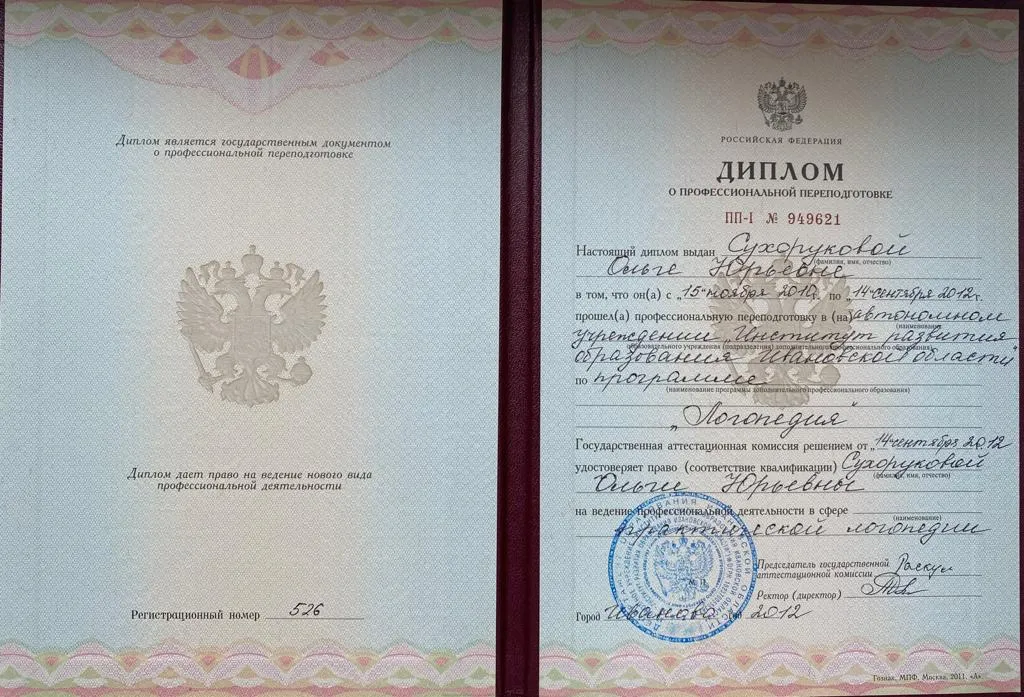 Диплом является государственным документом
о профессиональной переподготовке
Диплом дает право на ведение нового вида
профессиональной деятельности
Регистрационный номер 526
РОССИЙСКАЯ ФЕДЕРАЦИЯ
ДИПЛОМ
О ПРОФЕССИОНАЛЬНОЙ ПЕРЕПОДГОТОВКЕ
ПП-I № 949621
Настоящий диплом выдан Сухоруковой
(фамилия, имя, отчество)
Ольге Юрьевне
в том, что он(а) с „15" ноября 2010г. по „14" сентября 2012г.
прошел(а) профессиональную переподготовку в (на) автономном
(наименование
учреждении „Институт развития
образовательного учреждения (подразделения) дополнительного профессионального образования)
образования Ивановской области"
по программе
(наименование программы дополнительного профессионального образования)
„Логопедия"
Государственная аттестационная комиссия решением от „14" сентября 2012
удостоверяет право (соответствие квалификации) Сухоруковой
(фамилия, имя, отчество)
Ольги Юрьевны
на ведение профессиональной деятельности в сфере
(наименование)
практической логопедии
Председатель государственной
аттестационной комиссии
Ректор (директор)
Город Иваново 2012
Гознак, МПФ, Москва, 2011, «А».